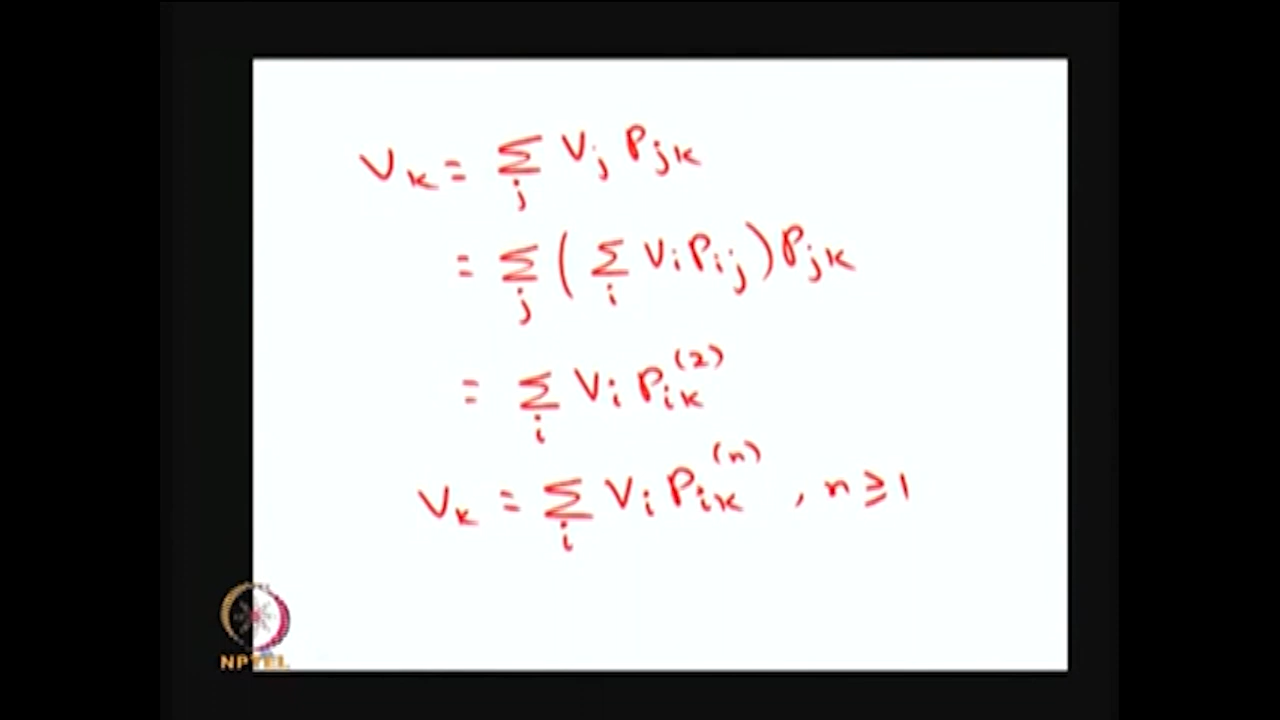 V_k = Σ_j V_j P_jk
= Σ_j ( Σ_i V_i P_ij ) P_jk
= Σ_i V_i P_ik^(2)
V_k = Σ_i V_i P_ik^(n) , n ≥ 1
NPTEL